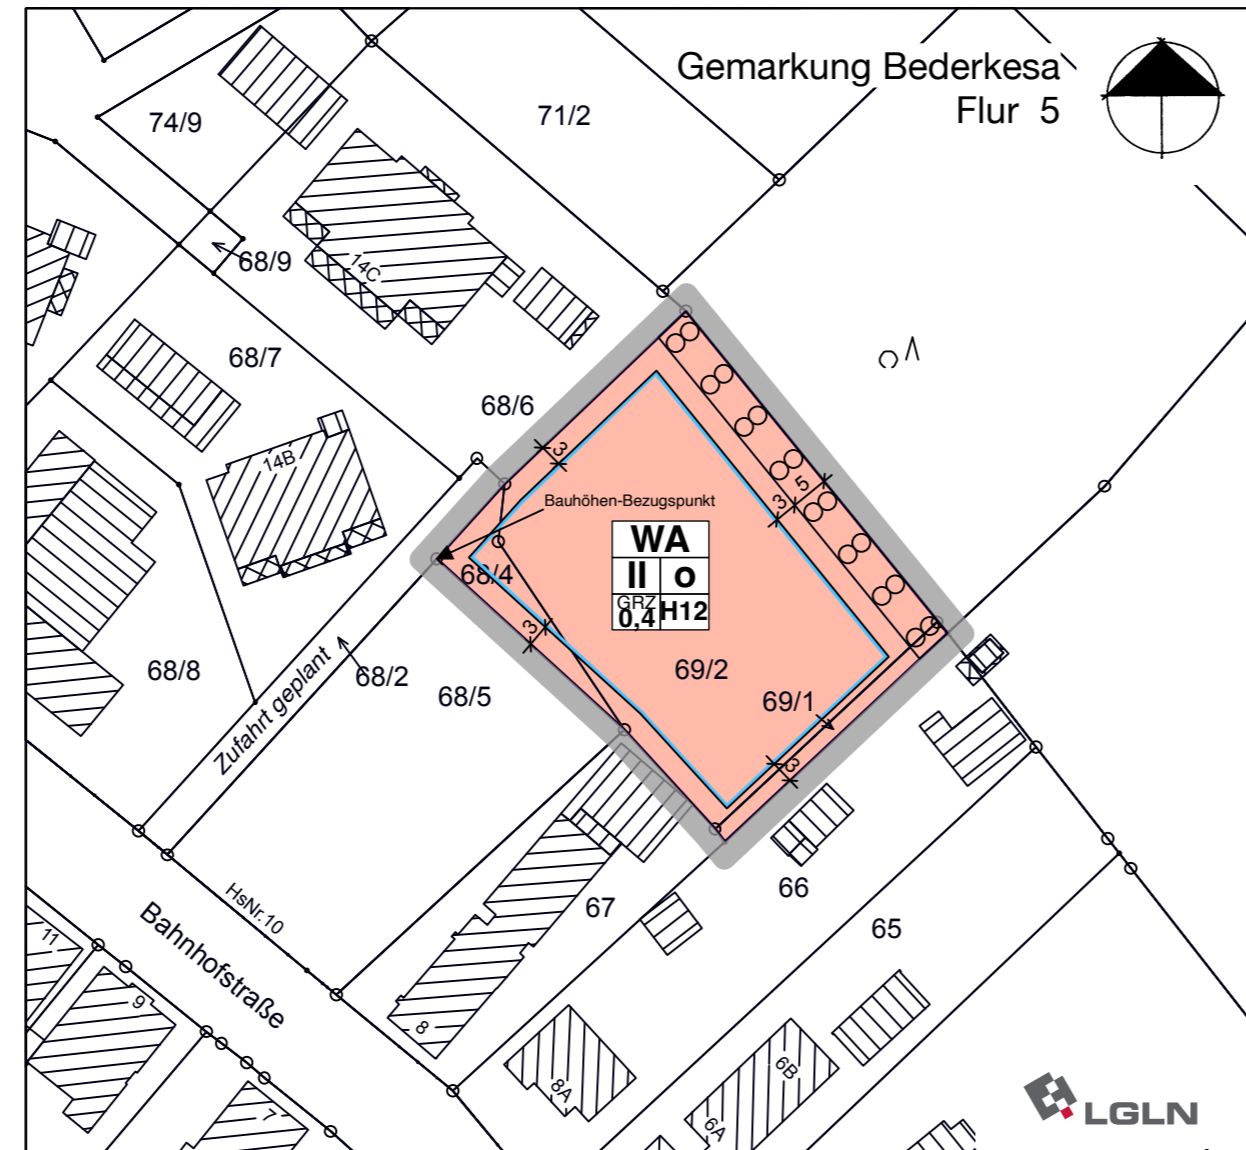 Gemarkung Bederkesa
Flur 5
74/9
71/2
68/9
14C
68/7
68/6
14B
3
Bauhöhen-Bezugspunkt
3
5
WA
II o
GRZ
0,4
H12
68/4
3
68/8
68/2
68/5
69/2
69/1
Zufahrt geplant
3
66
67
65
HsNr.10
Bahnhofstraße
11
9
8
7
8A
6B
6A
LGLN